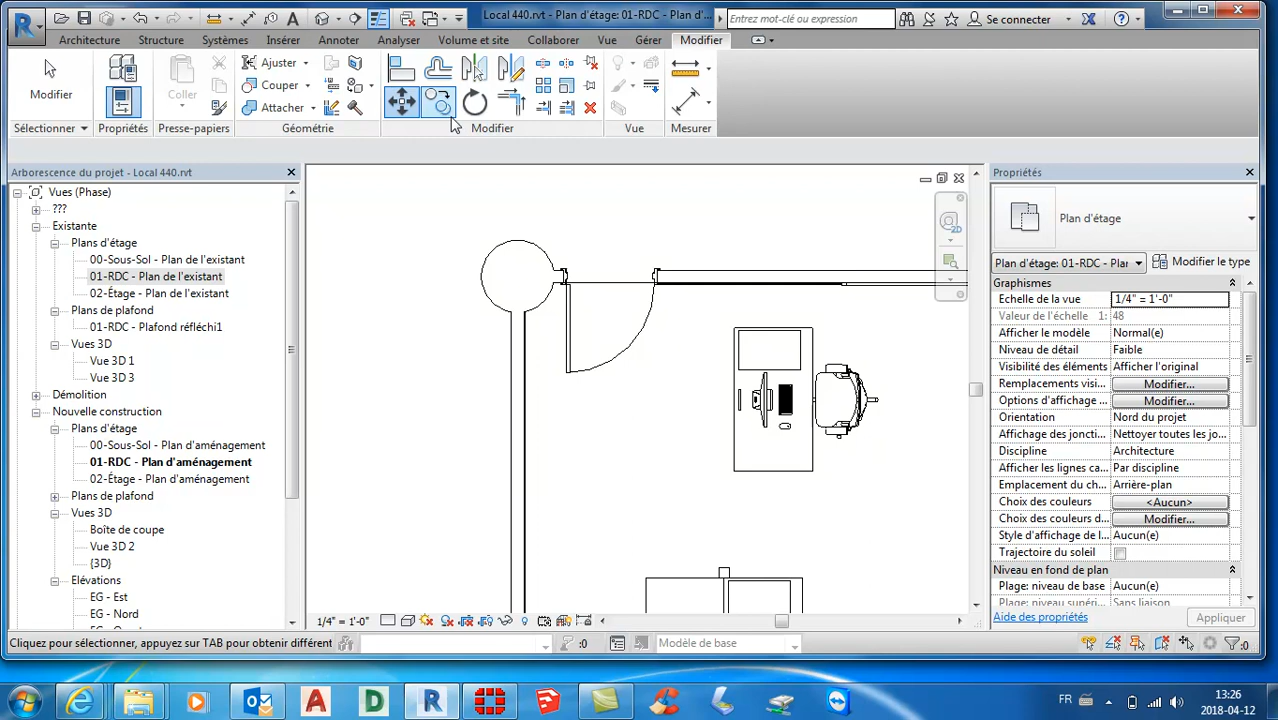 Local 440.rvt - Plan d'étage: 01-RDC - Plan d'...
Entrez mot-clé ou expression
Se connecter
Architecture
Structure
Systèmes
Insérer
Annoter
Analyser
Volume et site
Collaborer
Vue
Gérer
Modifier
Modifier
Coller
Ajuster
Couper
Attacher
Sélectionner
Propriétés
Presse-papiers
Géométrie
Modifier
Vue
Mesurer
Arborescence du projet - Local 440.rvt
Vues (Phase)
???
Existante
Plans d'étage
00-Sous-Sol - Plan de l'existant
01-RDC - Plan de l'existant
02-Étage - Plan de l'existant
Plans de plafond
01-RDC - Plafond réfléchi1
Vues 3D
Vue 3D 1
Vue 3D 3
Démolition
Nouvelle construction
Plans d'étage
00-Sous-Sol - Plan d'aménagement
01-RDC - Plan d'aménagement
02-Étage - Plan d'aménagement
Plans de plafond
Vues 3D
Boîte de coupe
Vue 3D 2
{3D}
Elévations
EG - Est
EG - Nord
2D
1/4" = 1'-0"
Propriétés
Plan d'étage
Plan d'étage: 01-RDC - Plar
Modifier le type
Graphismes
Echelle de la vue 1/4" = 1'-0"
Valeur de l'échelle 1: 48
Afficher le modèle Normal(e)
Niveau de détail Faible
Visibilité des éléments Afficher l'original
Remplacements visi... Modifier...
Options d'affichage ... Modifier...
Orientation Nord du projet
Affichage des joncti... Nettoyer toutes les jo...
Discipline Architecture
Afficher les lignes ca... Par discipline
Emplacement du ch... Arrière-plan
Choix des couleurs <Aucun>
Choix des couleurs d... Modifier...
Style d'affichage de l... Aucun(e)
Trajectoire du soleil
Niveau en fond de plan
Plage: niveau de base Aucun(e)
Plage: niveau supéri... Sans liaison
Aide des propriétés
Appliquer
Cliquez pour sélectionner, appuyez sur TAB pour obtenir différent
:0
Modèle de base
:0
FR
13:26
2018-04-12